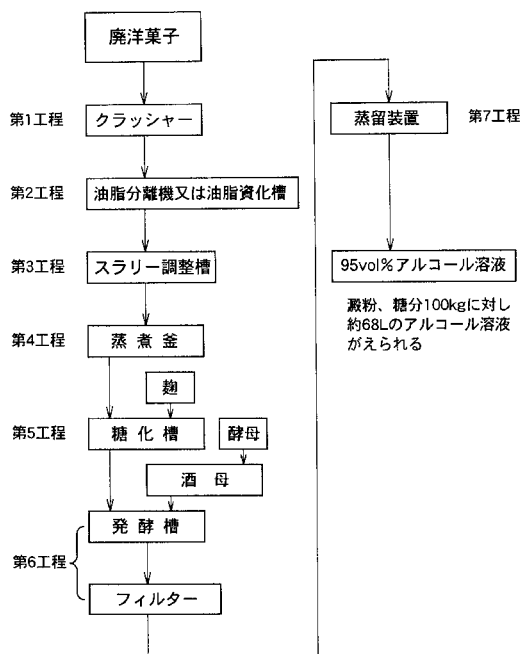 廃洋菓子
第1工程
クラッシャー
第2工程
油脂分離機又は油脂資化槽
第3工程
スラリー調整槽
第4工程
蒸煮釜
麹
第5工程
糖化槽
酵母
酒母
発酵槽
第6工程
フィルター
蒸留装置
第7工程
95vol%アルコール溶液
澱粉、糖分100kgに対し
約68Lのアルコール溶液
がえられる